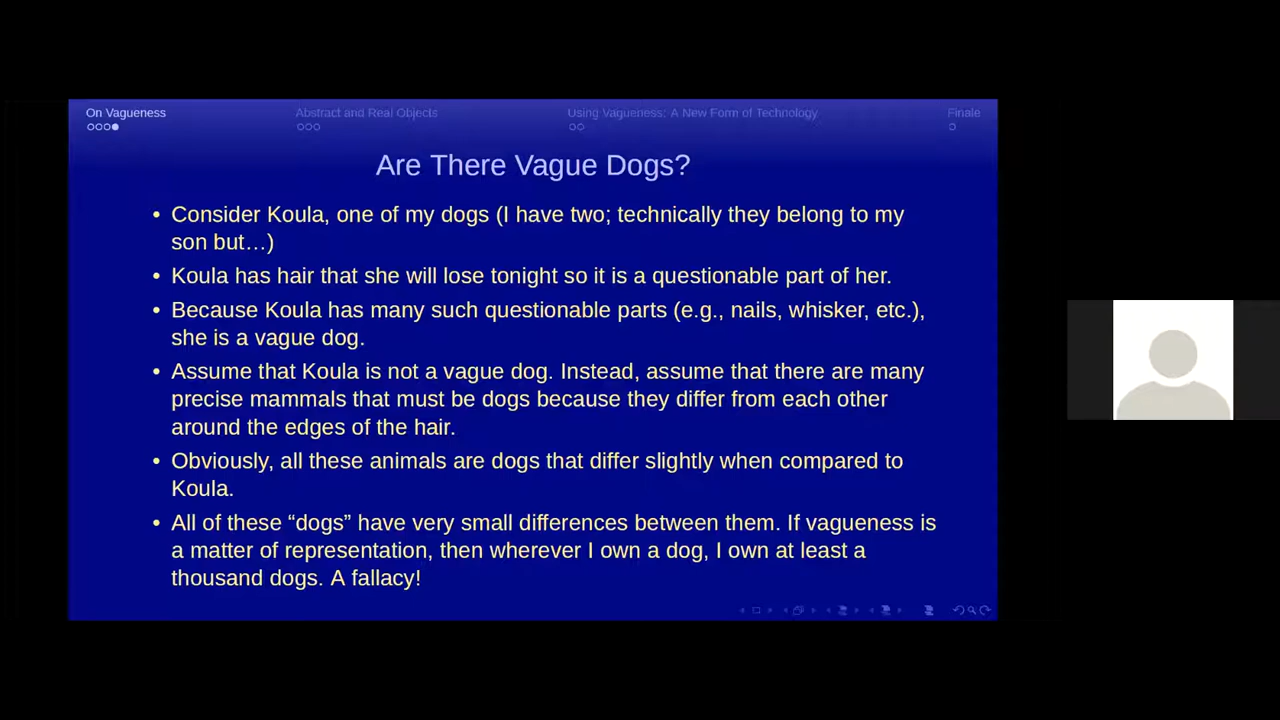 On Vagueness
Abstract and Real Objects
Using Vagueness: A New Form of Technology
Finale
Are There Vague Dogs?
• Consider Koula, one of my dogs (I have two; technically they belong to my
son but…)
• Koula has hair that she will lose tonight so it is a questionable part of her.
• Because Koula has many such questionable parts (e.g., nails, whisker, etc.),
she is a vague dog.
• Assume that Koula is not a vague dog. Instead, assume that there are many
precise mammals that must be dogs because they differ from each other
around the edges of the hair.
• Obviously, all these animals are dogs that differ slightly when compared to
Koula.
• All of these “dogs” have very small differences between them. If vagueness is
a matter of representation, then wherever I own a dog, I own at least a
thousand dogs. A fallacy!